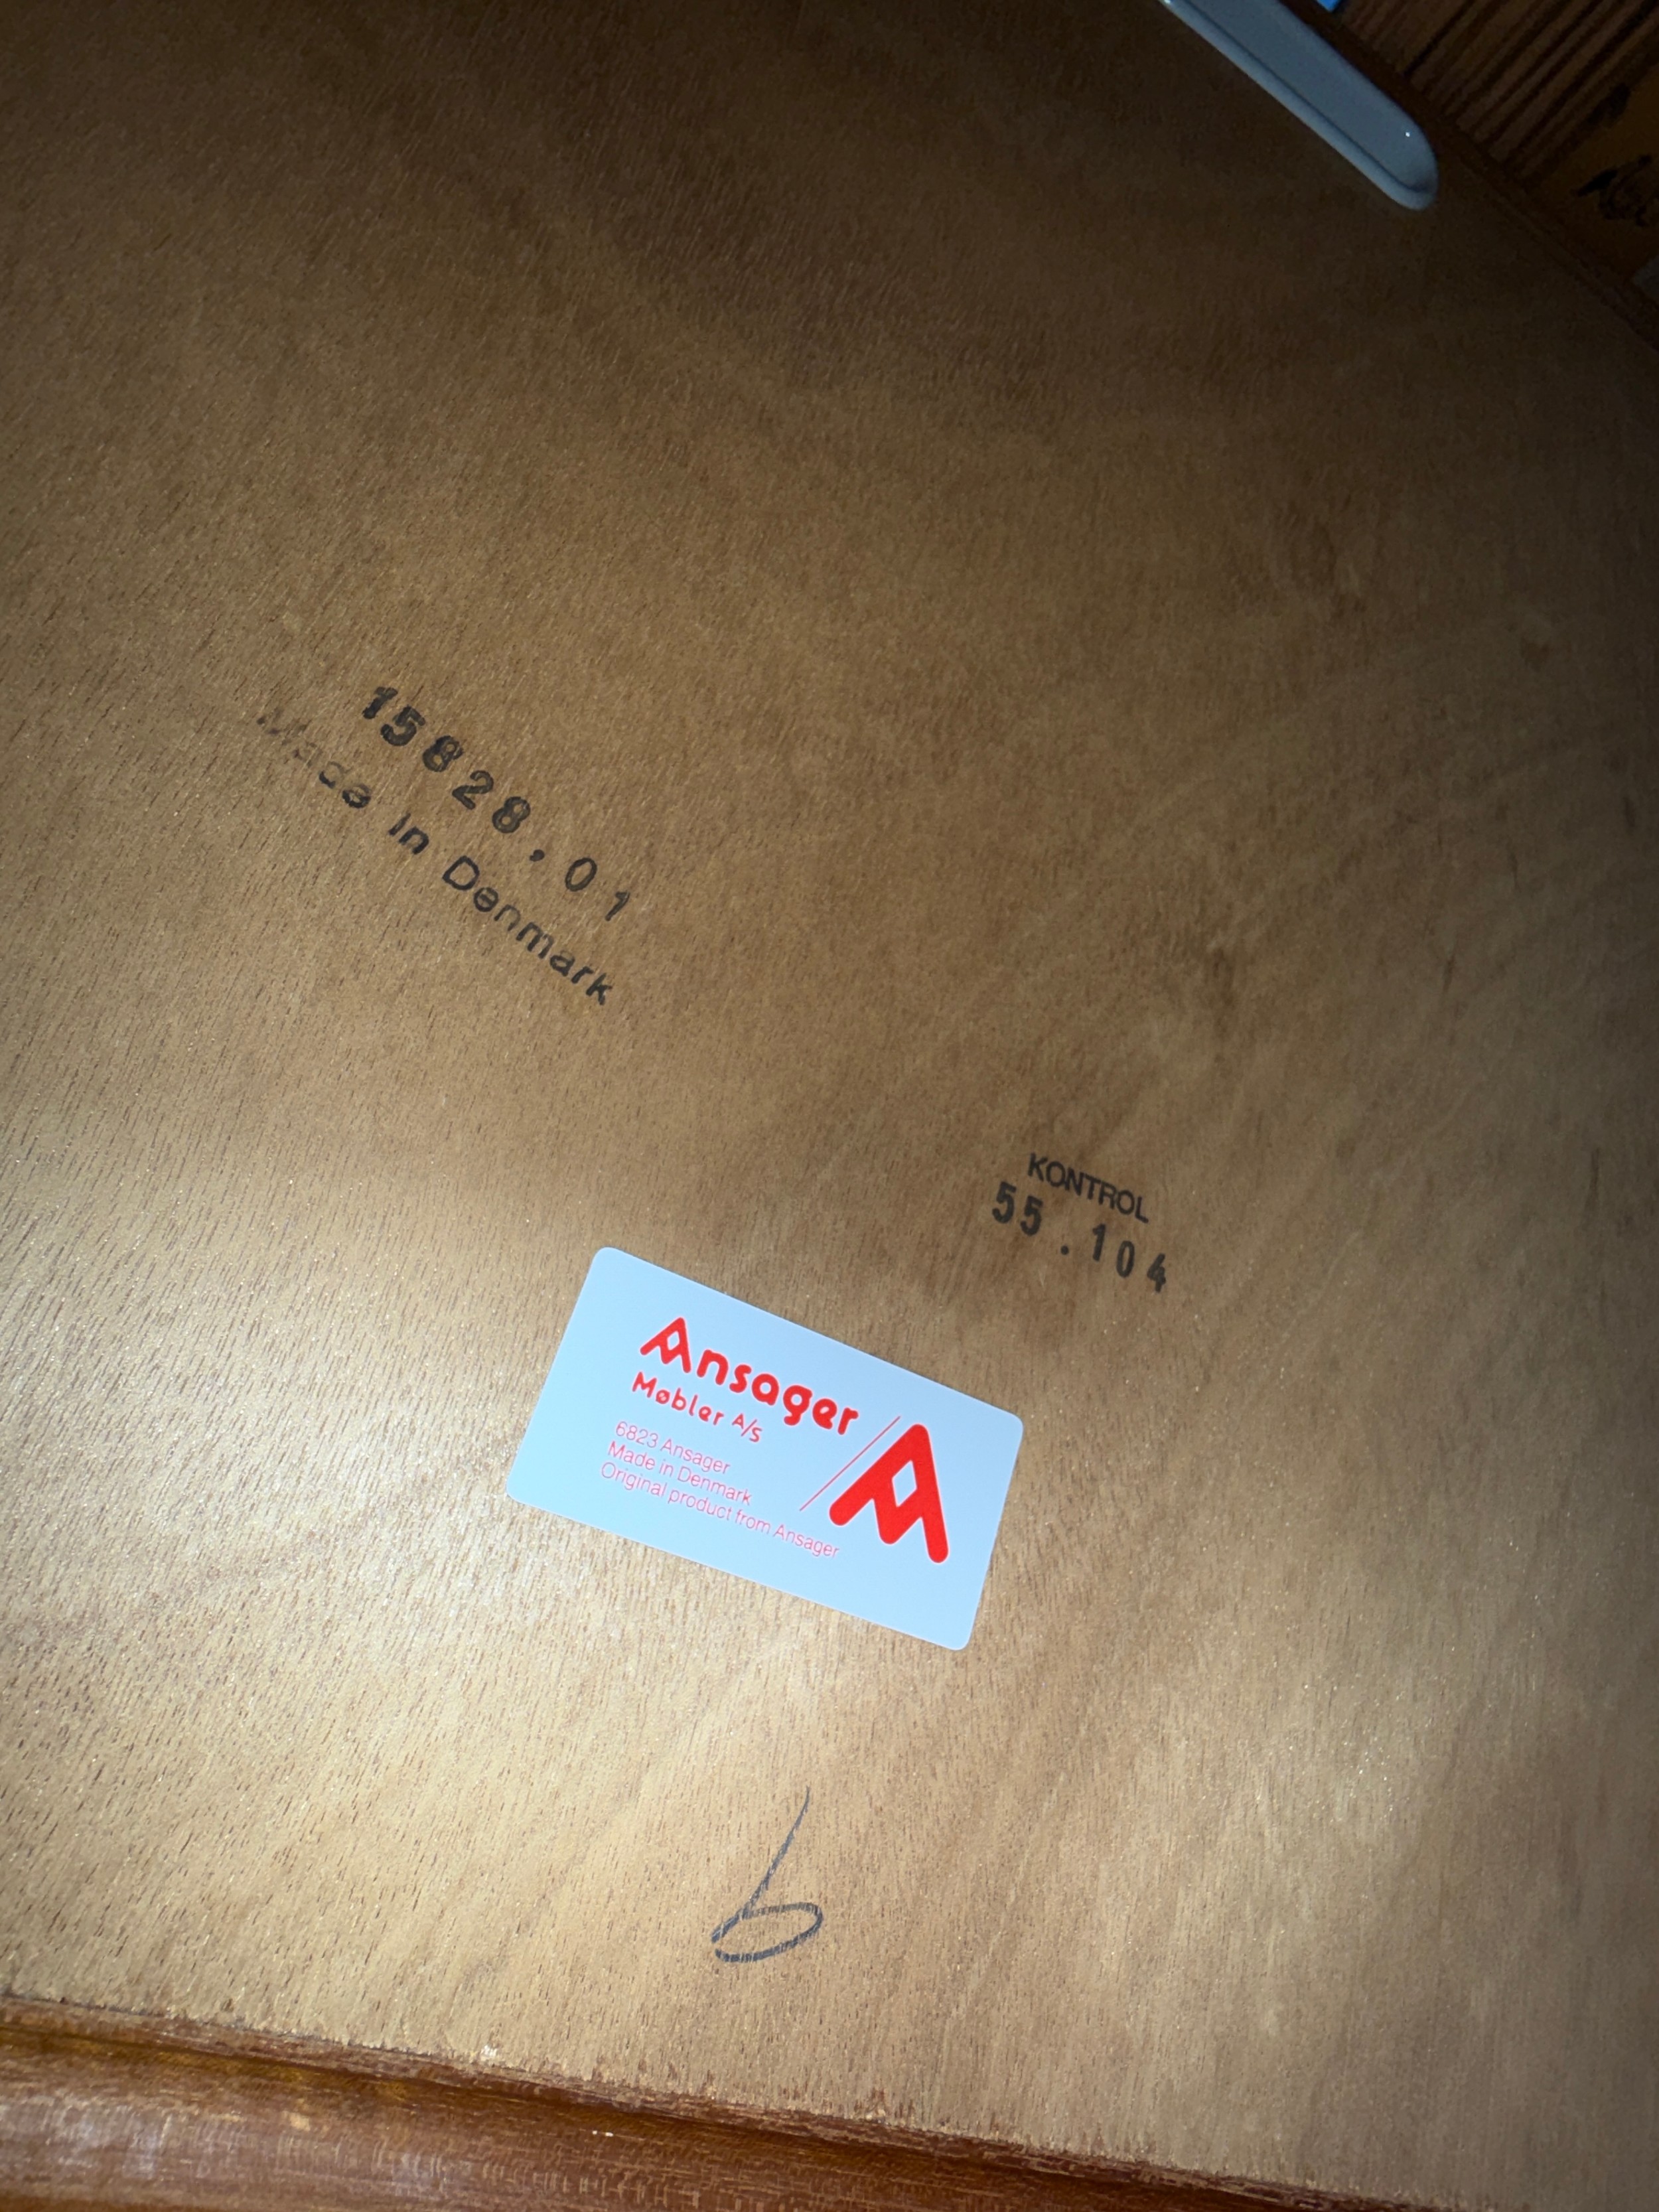 15828.01
Made in Denmark
KONTROL
55.104
Ansager
Møbler A/S
6823 Ansager
Made in Denmark
Original product from Ansager
b